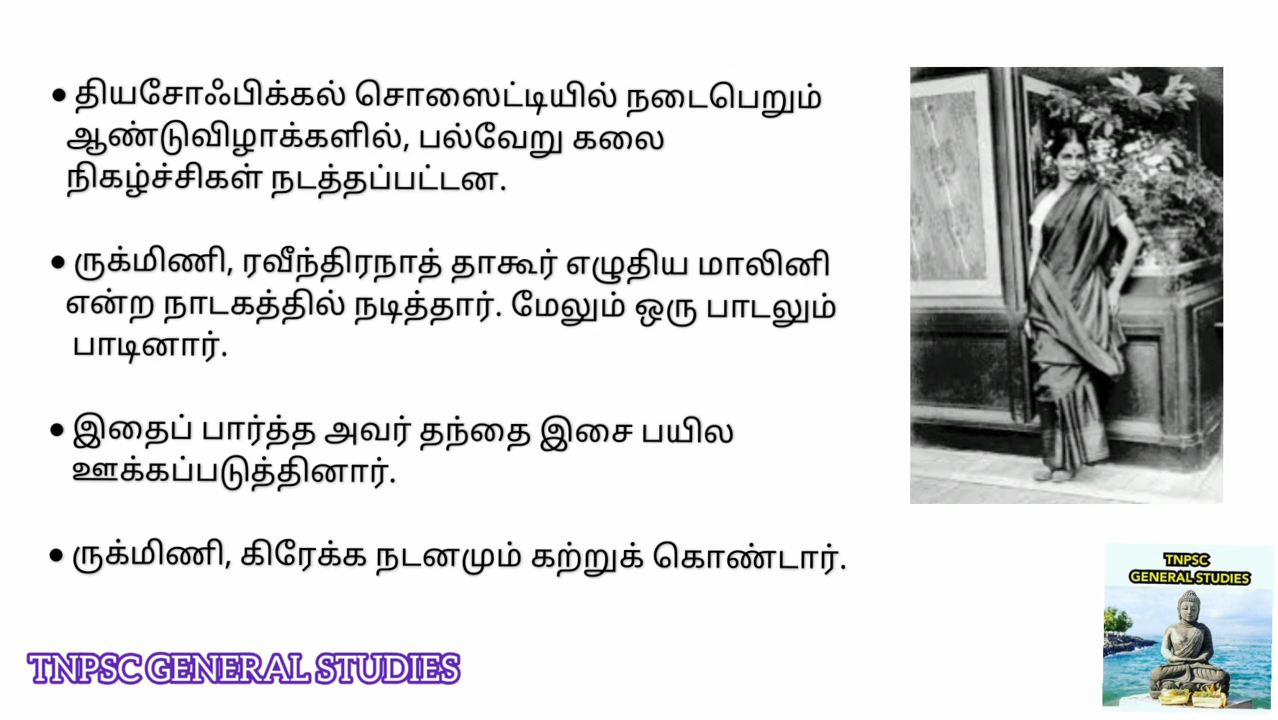 • தியசோஃபிக்கல் சொஸைட்டியில் நடைபெறும்
ஆண்டுவிழாக்களில், பல்வேறு கலை
நிகழ்ச்சிகள் நடத்தப்பட்டன.
• ருக்மிணி, ரவீந்திரநாத் தாகூர் எழுதிய மாலினி
என்ற நாடகத்தில் நடித்தார். மேலும் ஒரு பாடலும்
பாடினார்.
• இதைப் பார்த்த அவர் தந்தை இசை பயில
ஊக்கப்படுத்தினார்.
• ருக்மிணி, கிரேக்க நடனமும் கற்றுக் கொண்டார்.
TNPSC
GENERAL STUDIES
TNPSC GENERAL STUDIES